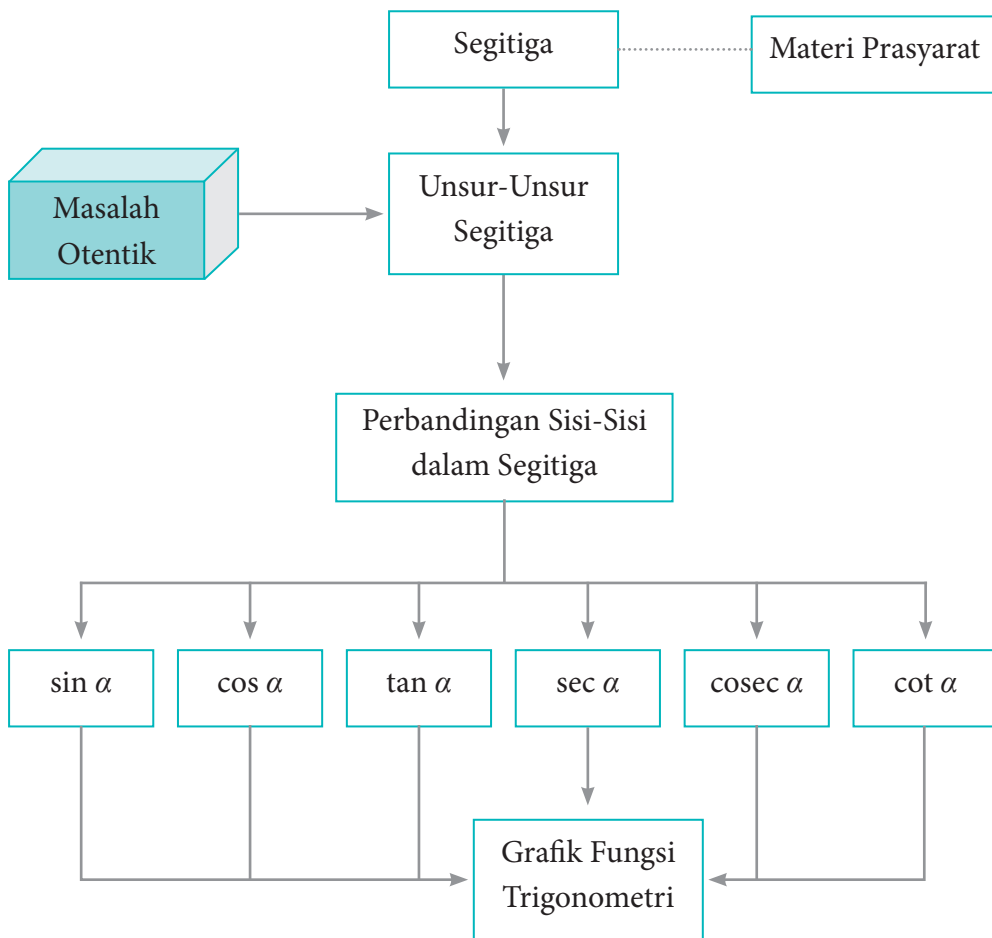 Segitiga
Materi Prasyarat
Masalah
Otentik
Unsur-Unsur
Segitiga
Perbandingan Sisi-Sisi
dalam Segitiga
sin α
cos α
tan α
sec α
cosec α
cot α
Grafik Fungsi
Trigonometri